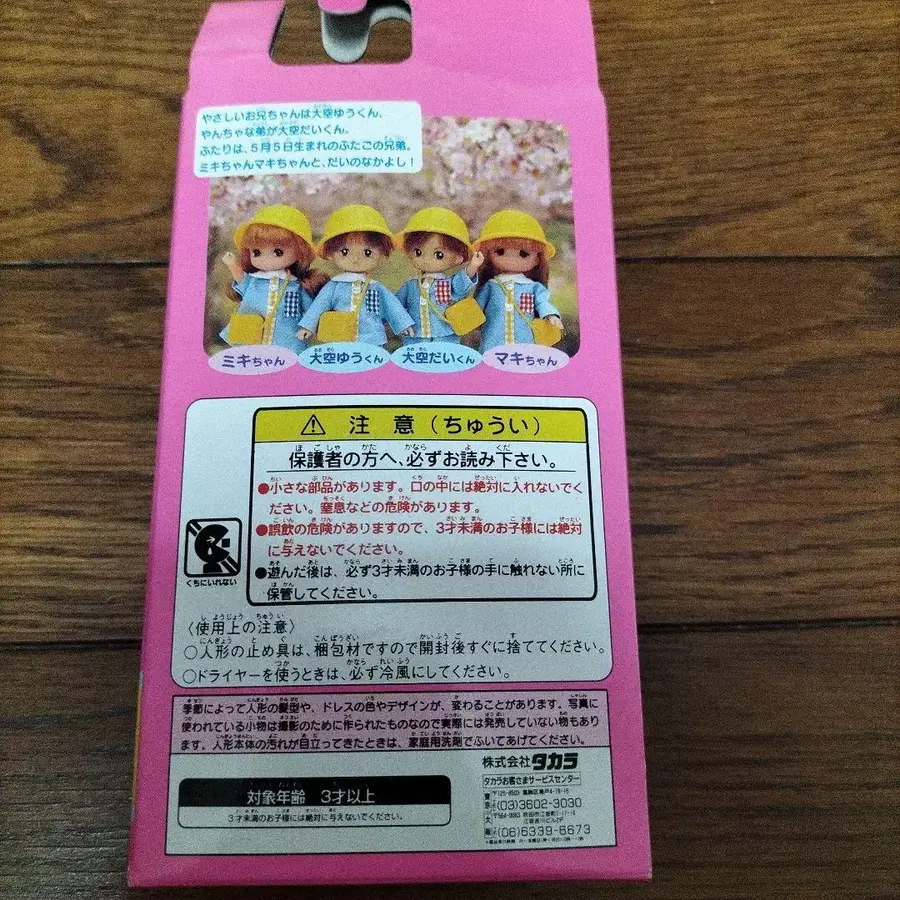 やさしいお兄ちゃんは大空ゆうくん、
やんちゃな弟が大空だいくん。
ふたりは、5月5日生まれのふたごの兄弟。
ミキちゃんマキちゃんと、だいのなかよし!
ミキちゃん
大空ゆうくん
大空だいくん
マキちゃん
⚠ 注意(ちゅうい)
保護者の方へ、必ずお読み下さい。
●小さな部品があります。口の中には絶対に入れないでく
ださい。窒息などの危険があります。
●誤飲の危険がありますので、3才未満のお子様には絶対
に与えないでください。
●遊んだ後は、必ず3才未満のお子様の手に触れない所に
保管してください。
くちにいれない
〈使用上の注意〉
○人形の止め具は、梱包材ですので開封後すぐに捨ててください。
○ドライヤーを使うときは、必ず冷風にしてください。
季節によって人形の髪型や、ドレスの色やデザインが、変わることがあります。写真に
使われている小物は撮影のために作られたものなので実際には発売していない物もあり
ます。人形本体の汚れが目立ってきたときは、家庭用洗剤でふいてあげてください。
対象年齢 3才以上
3才未満のお子様には絶対に与えないでください。
株式会社タカラ
タカラお客さまサービスセンター
東京
(03)3602-3030
大阪
(06)6339-6673